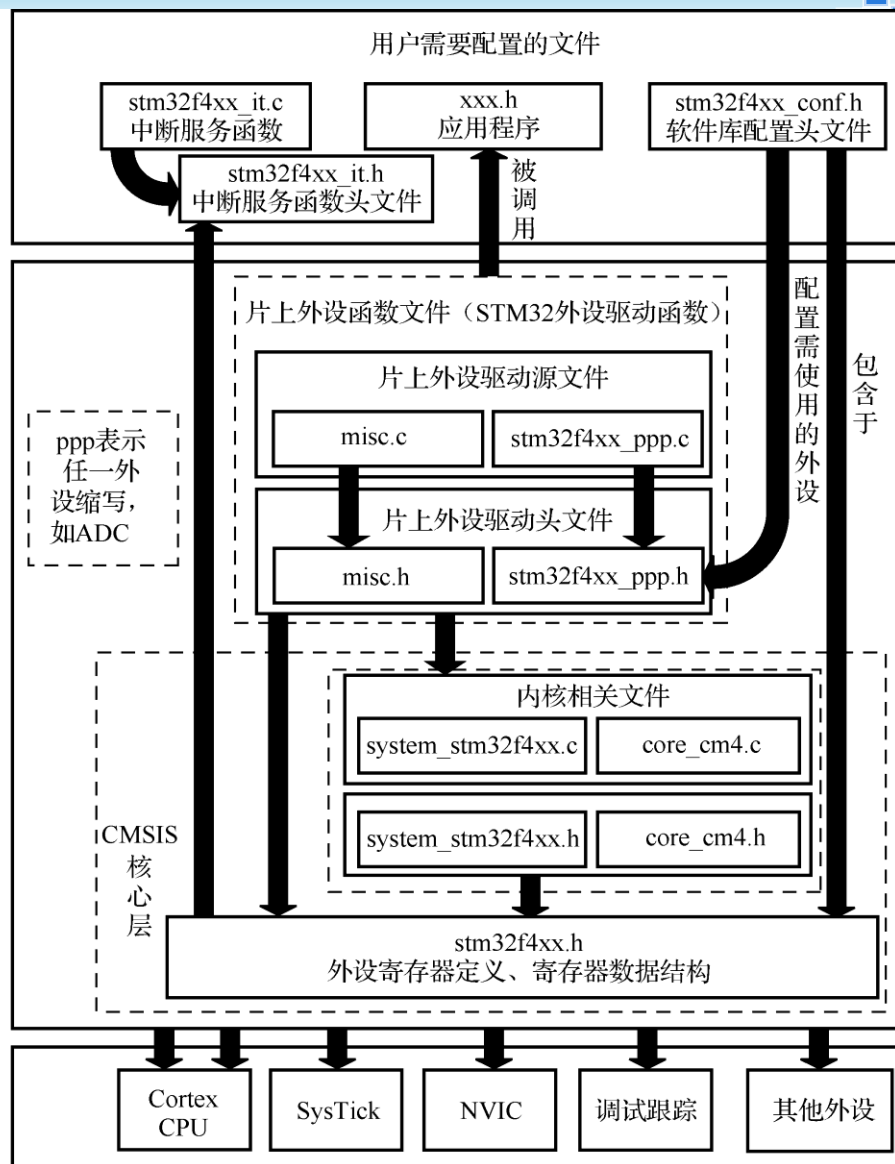 用户需要配置的文件
stm32f4xx_it.c
中断服务函数
xxx.h
应用程序
stm32f4xx_conf.h
软件库配置头文件
stm32f4xx_it.h
中断服务函数头文件
被调用
片上外设函数文件（STM32外设驱动函数）
配置需使用的外设
包含于
片上外设驱动源文件
misc.c
stm32f4xx_ppp.c
ppp表示
任一外
设缩写，
如ADC
片上外设驱动头文件
misc.h
stm32f4xx_ppp.h
内核相关文件
system_stm32f4xx.c
core_cm4.c
system_stm32f4xx.h
core_cm4.h
CMSIS
核心层
stm32f4xx.h
外设寄存器定义、寄存器数据结构
Cortex
CPU
SysTick
NVIC
调试跟踪
其他外设